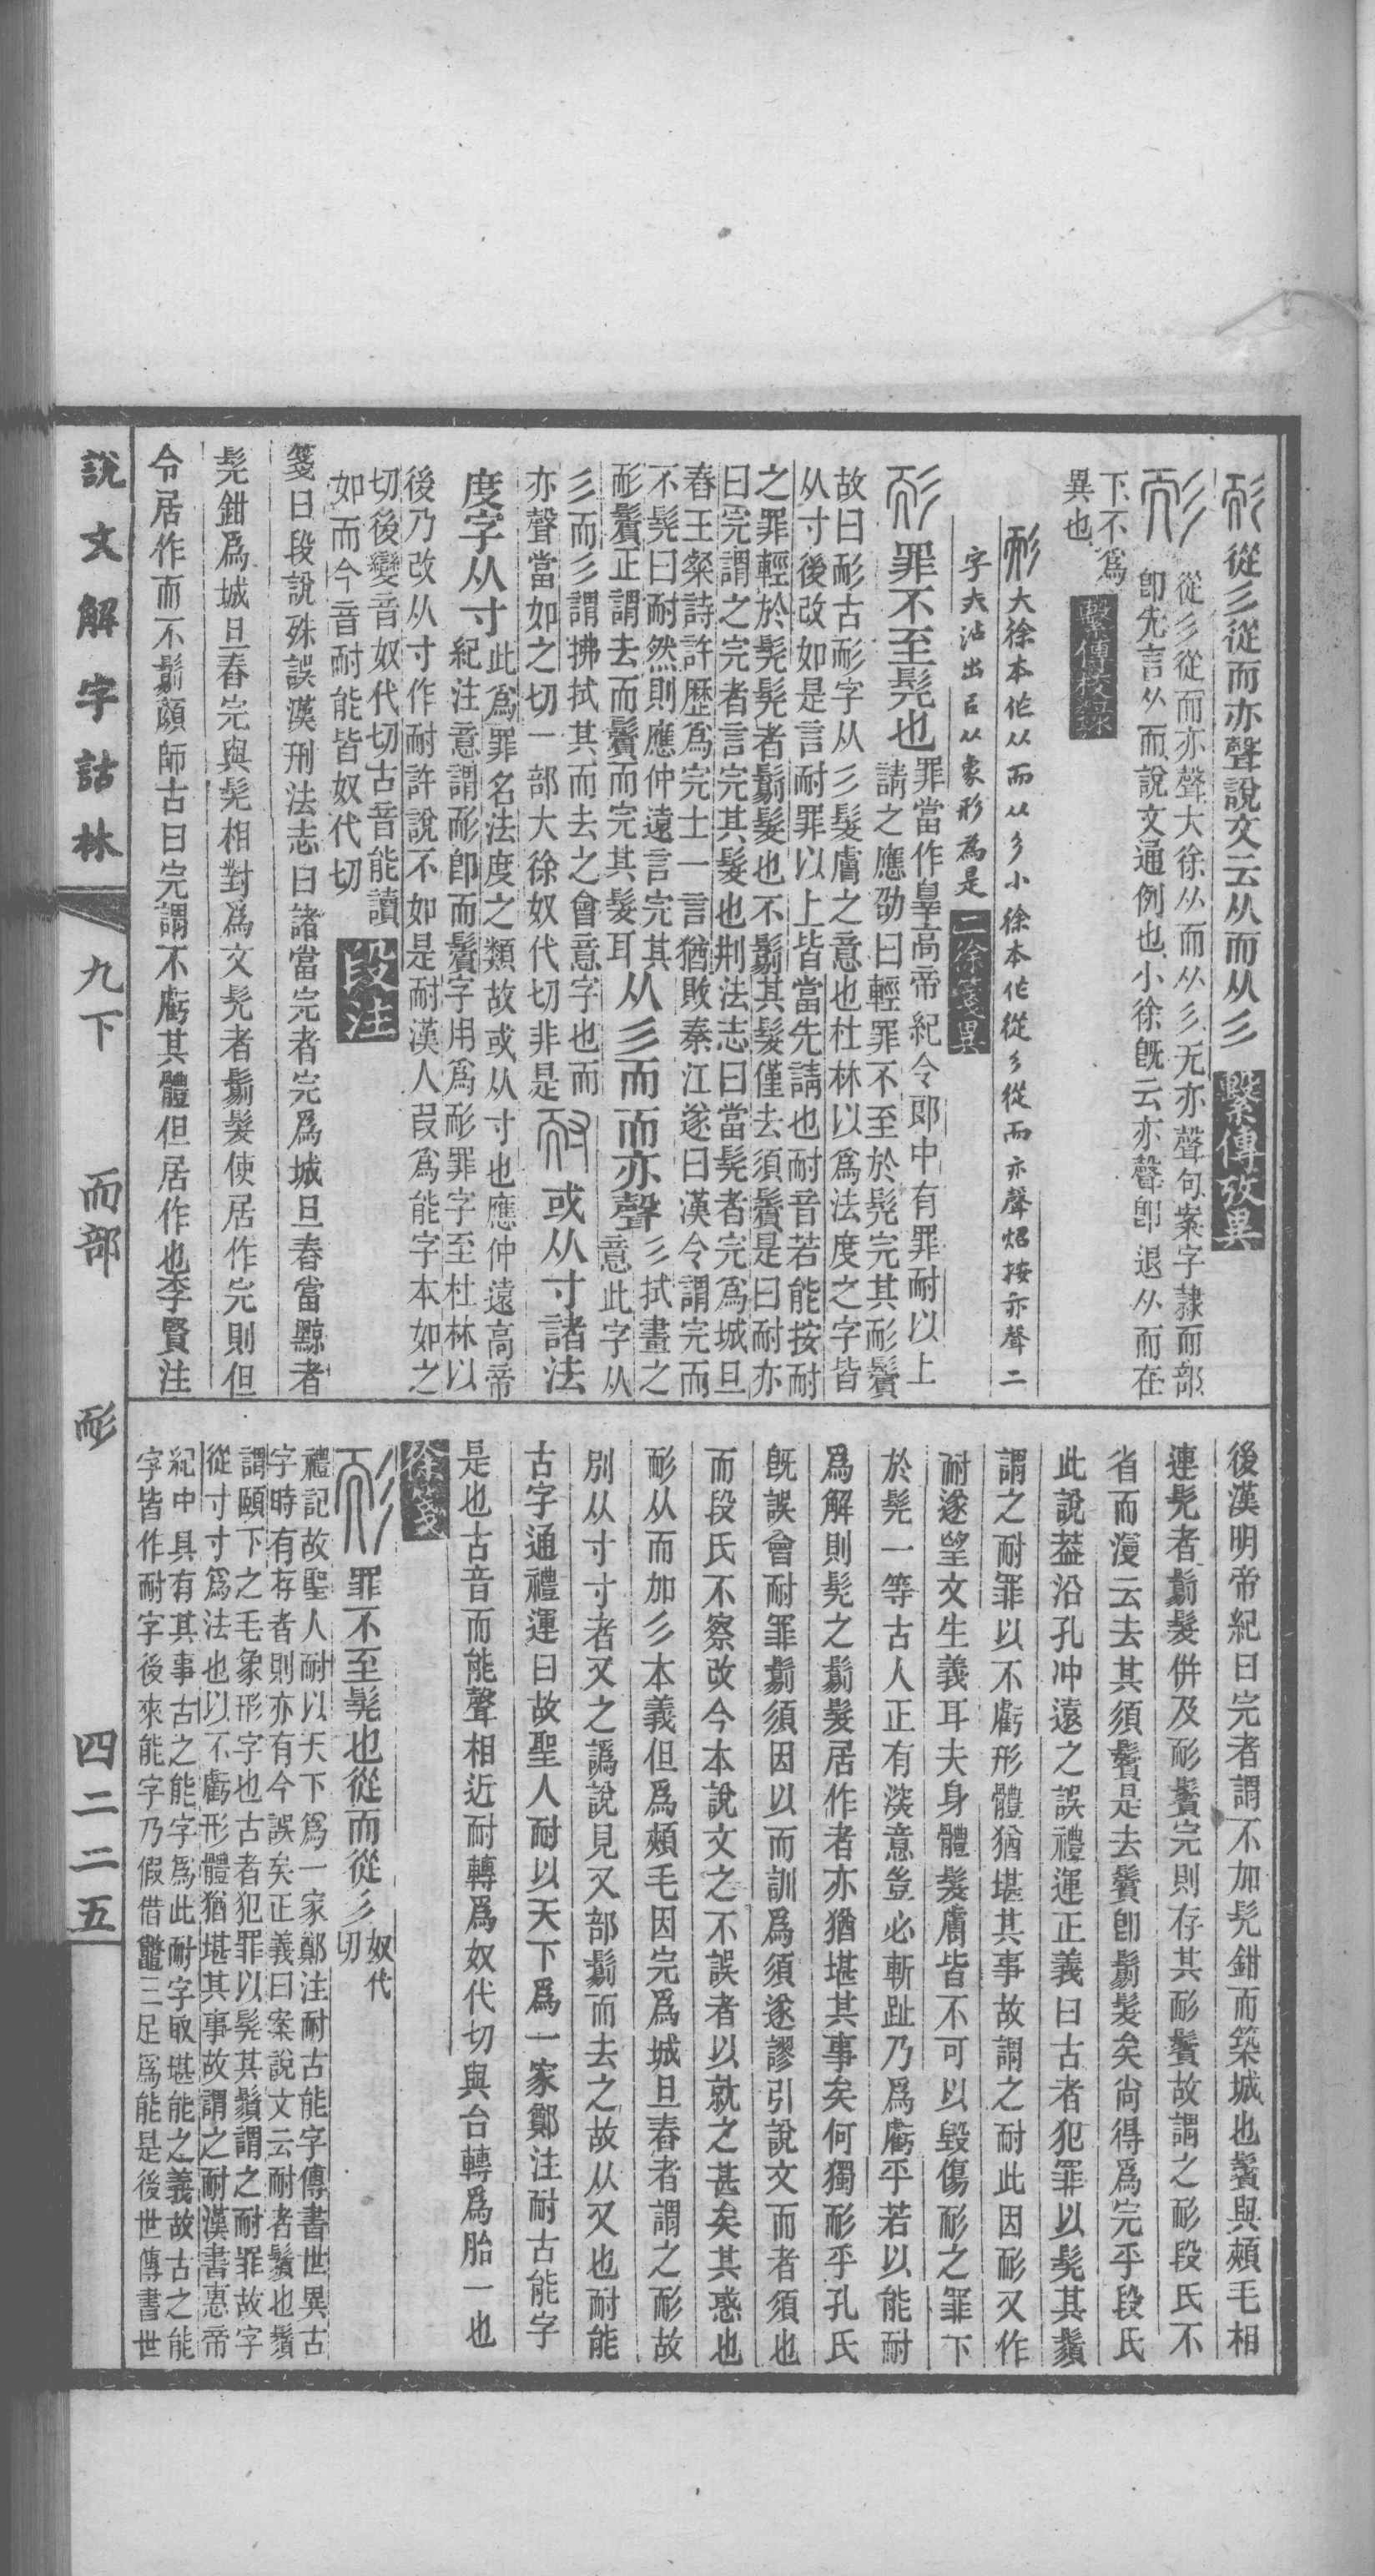 耏從彡從而亦聲說文云从而从彡 繫傳攷異
耏
從彡從而亦聲大徐从而从彡无亦聲句案字隸而部
卽先言从而說文通例也小徐旣云亦聲卽退从而在
下不爲
異也 繫傳校錄
耏大徐本作从而从彡小徐本作從彡從而亦聲炤按亦聲二
字夾沾出呂从象形為是 二徐箋異
耏罪不至髡也罪當作辠高帝紀令郞中有罪耐以上
請之應劭曰輕罪不至於髡完其耏鬢
故曰耏古耏字从彡髮膚之意也杜林以爲法度之字皆
从寸後改如是言耐罪以上皆當先請也耐音若能按耐
之罪輕於髡髡者鬄髮也不鬄其髮僅去須鬢是曰耐亦
曰完謂之完者言完其髮也荆法志曰當髡者完爲城旦
舂王粲詩許歷爲完士一言猶敗秦江遂曰漢令謂完而
不髡曰耐然則應仲遠言完其
耏鬢正謂去而鬢而完其髮耳从彡而 而亦聲彡拭畫之
意此字从
彡而彡謂拂拭其而去之會意字也而
亦聲當如之切一部大徐奴代切非是耐或从寸諸法
度字从寸此爲罪名法度之類故或从寸也應仲遠高帝
紀注意謂耏卽而鬢字用爲耏罪字至杜林以
後乃改从寸作耐許說不如是耐漢人叚爲能字本如之
切後變音奴代切古音能讀
如而今音耐能皆奴代切 段注
箋曰段說殊誤漢刑法志曰諸當完者完爲城旦舂當黥者
髡鉗爲城旦舂完與髡相對爲文髡者鬄髮使居作完則但
令居作而不鬄顔師古曰完謂不虧其體但居作也李賢注
後漢明帝紀曰完者謂不加髡鉗而築城也鬢與頰毛相
連髡者鬄髮併及耏鬢完則存其耏鬢故謂之耏段氏不
省而漫云去其須鬢是去鬢卽鬄髮矣尙得爲完乎段氏
此說葢沿孔冲遠之誤禮運正義曰古者犯罪以髡其鬚
謂之耐罪以不虧形體猶堪其事故謂之耐此因耏又作
耐遂望文生義耳夫身體髮膚皆不可以毀傷耏之罪下
於髡一等古人正有深意豈必斬趾乃爲虧乎若以能耐
爲解則髡之鬄髮居作者亦猶堪其事矣何獨耏乎孔氏
旣誤會耐罪鬄須因以而訓爲須遂謬引說文而者須也
而段氏不察改今本說文之不誤者以就之甚矣其惑也
耏从而加彡本義但爲頰毛因完爲城旦舂者謂之耏故
別从寸寸者又之譌說見又部鬄而去之故从又也耐能
古字通禮運曰故聖人耐以天下爲一家鄭注耐古能字
是也古音而能聲相近耐轉爲奴代切與台轉爲胎一也
徐箋
耏罪不至髡也從而從彡奴代
切
禮記故聖人耐以天下爲一家鄭注耐古能字傳書世異古
字時有存者則亦有今誤矣正義曰案說文云耐者鬚也鬚
謂頤下之毛象形字也古者犯罪以髡其鬚謂之耐罪故字
從寸寸爲法也以不虧形體猶堪其事故謂之耐漢書惠帝
紀中具有其事古之能字爲此耐字取堪能之義故古之能
字皆作耐字後來能字乃假借鼈三足爲能是後世傳書世
說文解字詁林 九下 而部 耏 四二二五